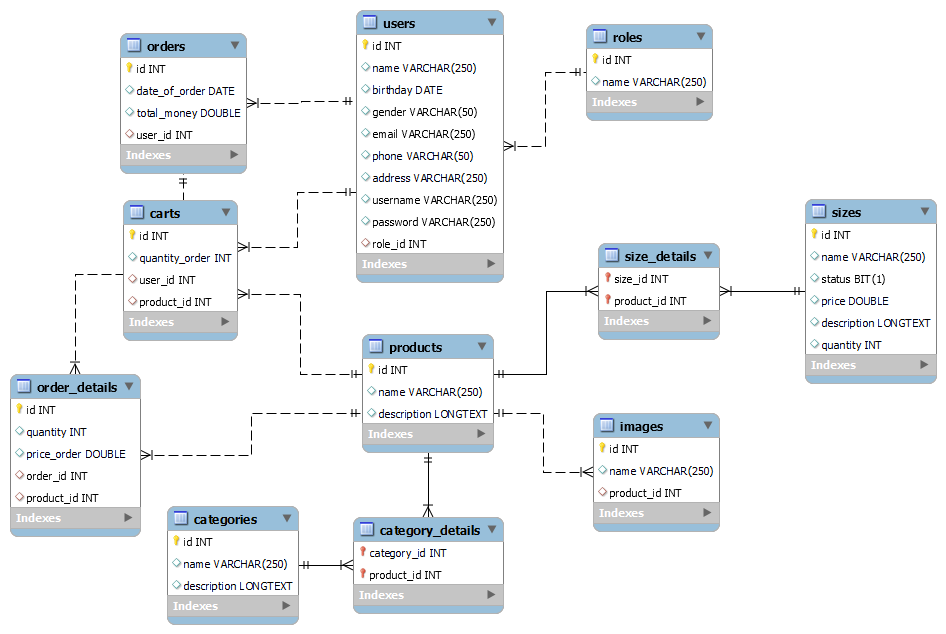 orders
id INT
date_of_order DATE
total_money DOUBLE
user_id INT
Indexes
users
id INT
name VARCHAR(250)
birthday DATE
gender VARCHAR(50)
email VARCHAR(250)
phone VARCHAR(50)
address VARCHAR(250)
username VARCHAR(250)
password VARCHAR(250)
role_id INT
Indexes
roles
id INT
name VARCHAR(250)
Indexes
carts
id INT
quantity_order INT
user_id INT
product_id INT
Indexes
sizes
id INT
name VARCHAR(250)
status BIT(1)
price DOUBLE
description LONGTEXT
quantity INT
Indexes
size_details
size_id INT
product_id INT
Indexes
products
id INT
name VARCHAR(250)
description LONGTEXT
Indexes
order_details
id INT
quantity INT
price_order DOUBLE
order_id INT
product_id INT
Indexes
images
id INT
name VARCHAR(250)
product_id INT
Indexes
categories
id INT
name VARCHAR(250)
description LONGTEXT
Indexes
category_details
category_id INT
product_id INT
Indexes